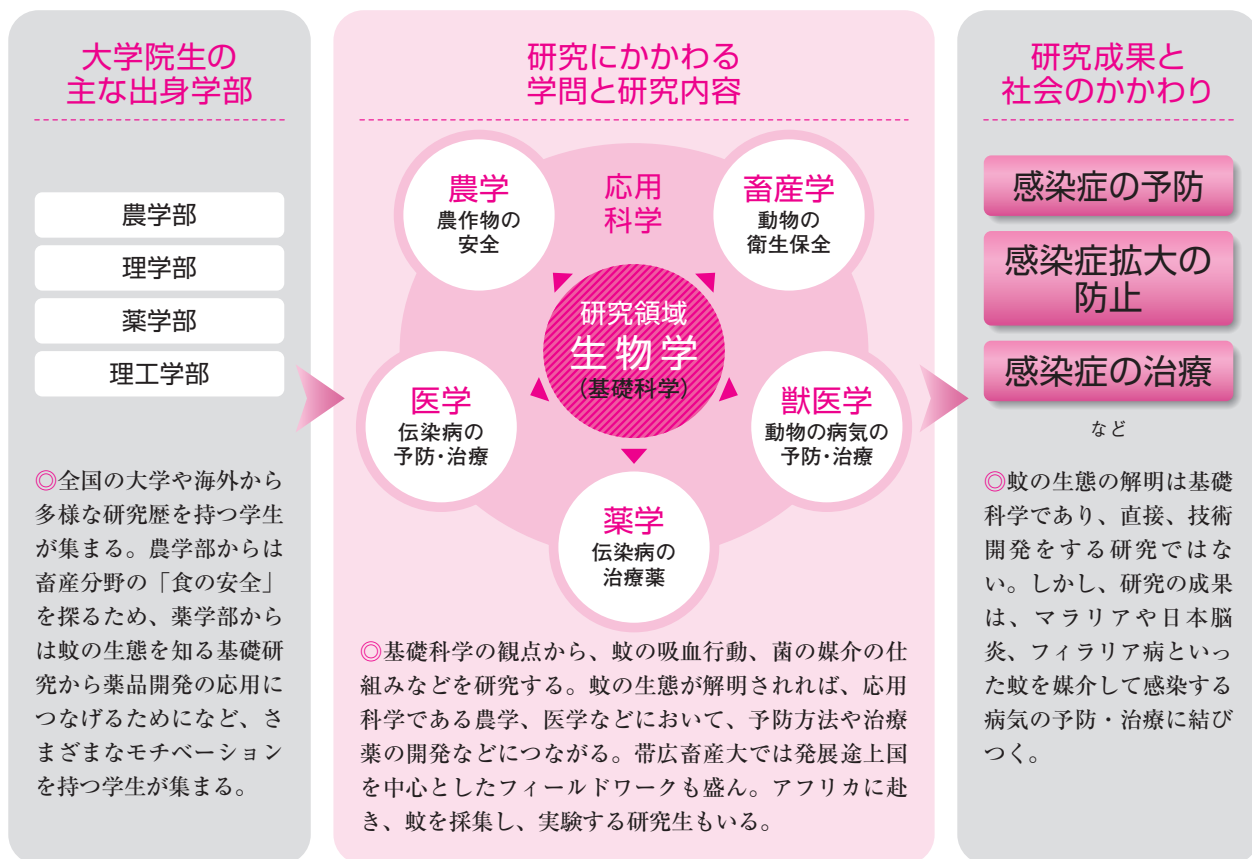 大学院生の
主な出身学部
農学部
理学部
薬学部
理工学部
◎全国の大学や海外から
多様な研究歴を持つ学生
が集まる。農学部からは
畜産分野の「食の安全」
を探るため、薬学部から
は蚊の生態を知る基礎研
究から薬品開発の応用に
つなげるためになど、さ
まざまなモチベーション
を持つ学生が集まる。
研究にかかわる
学問と研究内容
農学
農作物の
安全
応用
科学
畜産学
動物の
衛生保全
研究領域
生物学
(基礎科学)
医学
伝染病の
予防・治療
獣医学
動物の病気の
予防・治療
薬学
伝染病の
治療薬
◎基礎科学の観点から、蚊の吸血行動、菌の媒介の仕
組みなどを研究する。蚊の生態が解明されれば、応用
科学である農学、医学などにおいて、予防方法や治療
薬の開発などにつながる。帯広畜産大では発展途上国
を中心としたフィールドワークも盛ん。アフリカに赴
き、蚊を採集し、実験する研究生もいる。
研究成果と
社会のかかわり
感染症の予防
感染症拡大の
防止
感染症の治療
など
◎蚊の生態の解明は基礎
科学であり、直接、技術
開発をする研究ではな
い。しかし、研究の成果
は、マラリアや日本脳
炎、フィラリア病といっ
た蚊を媒介して感染する
病気の予防・治療に結び
つく。